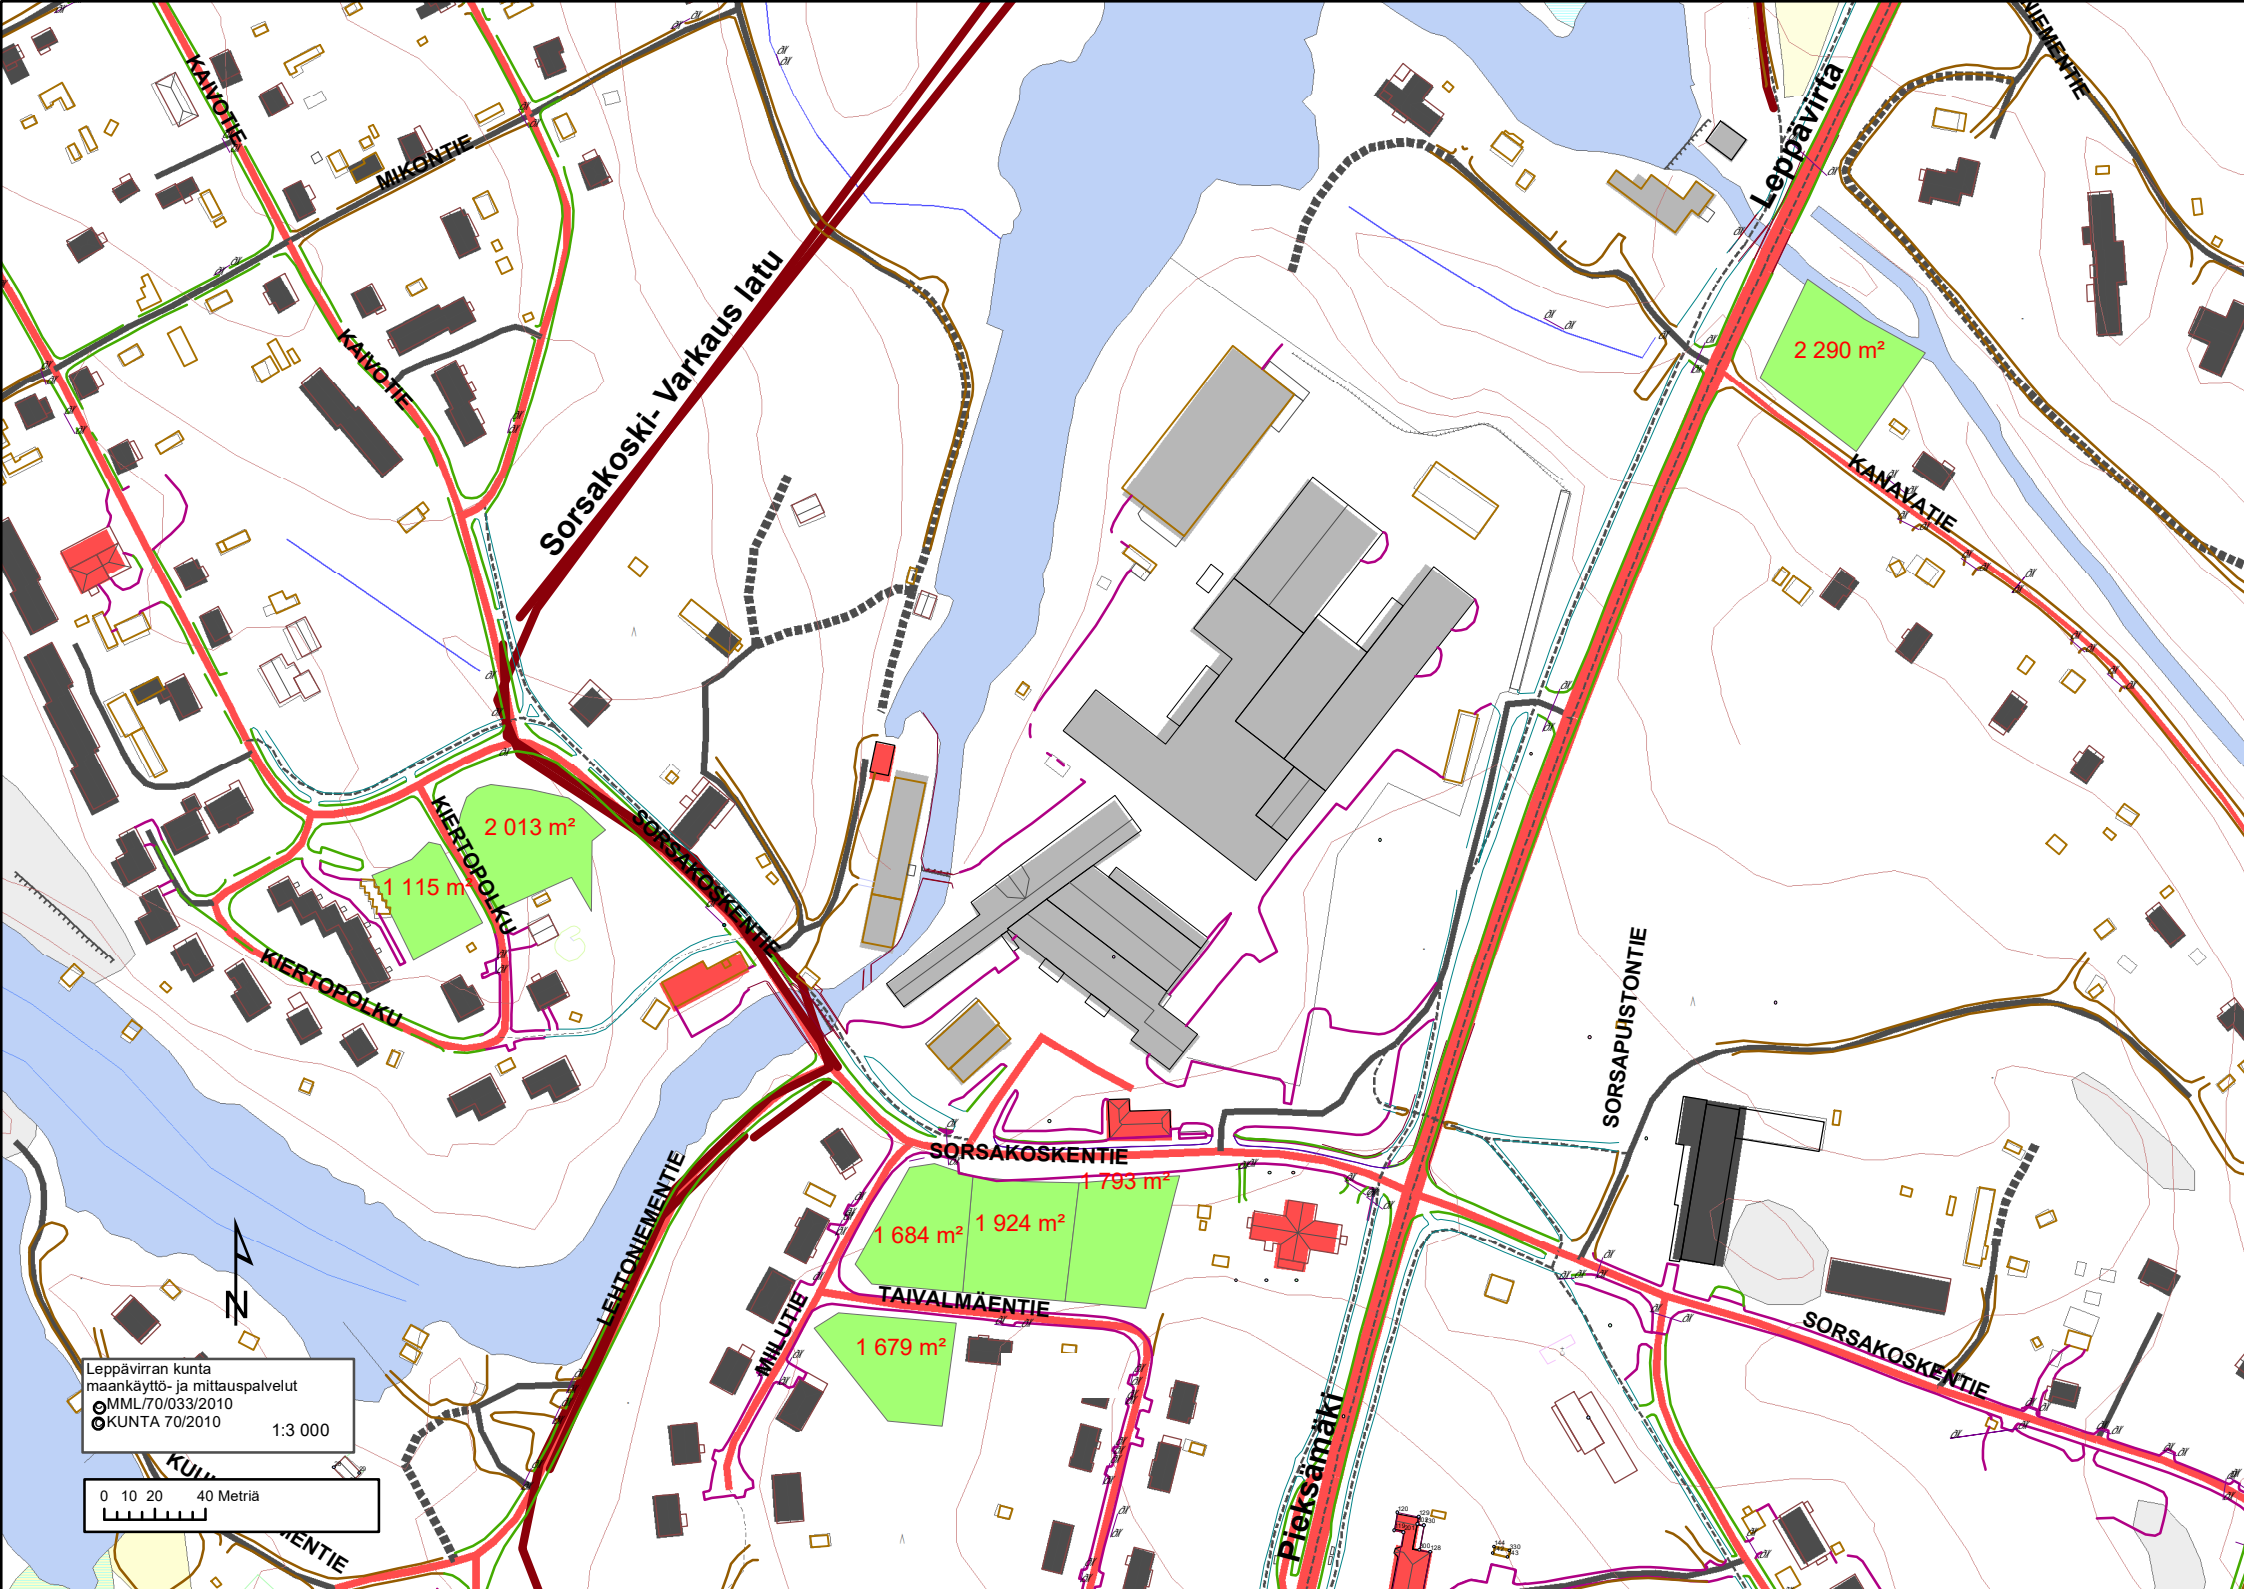 KAIVOTIE
MIKONTIE
Leppävirta
KAIVOTIE
Sorsakoski- Varkaus latu
2 290 m²
KANAVATIE
KIERTOPOLKU
2 013 m²
1 115 m²
SORSAKOSKENTIE
KIERTOPOLKU
SORSAPUISTONTIE
SORSAKOSKENTIE
1 793 m²
1 684 m²
1 924 m²
LEHTONIEMENTIE
TAIVALMÄENTIE
MIILUTIE
1 679 m²
SORSAKOSKENTIE
Pieksämäki
N
Leppävirran kunta
maankäyttö- ja mittauspalvelut
©MML/70/033/2010
©KUNTA 70/2010
1:3 000
0 10 20 40 Metriä